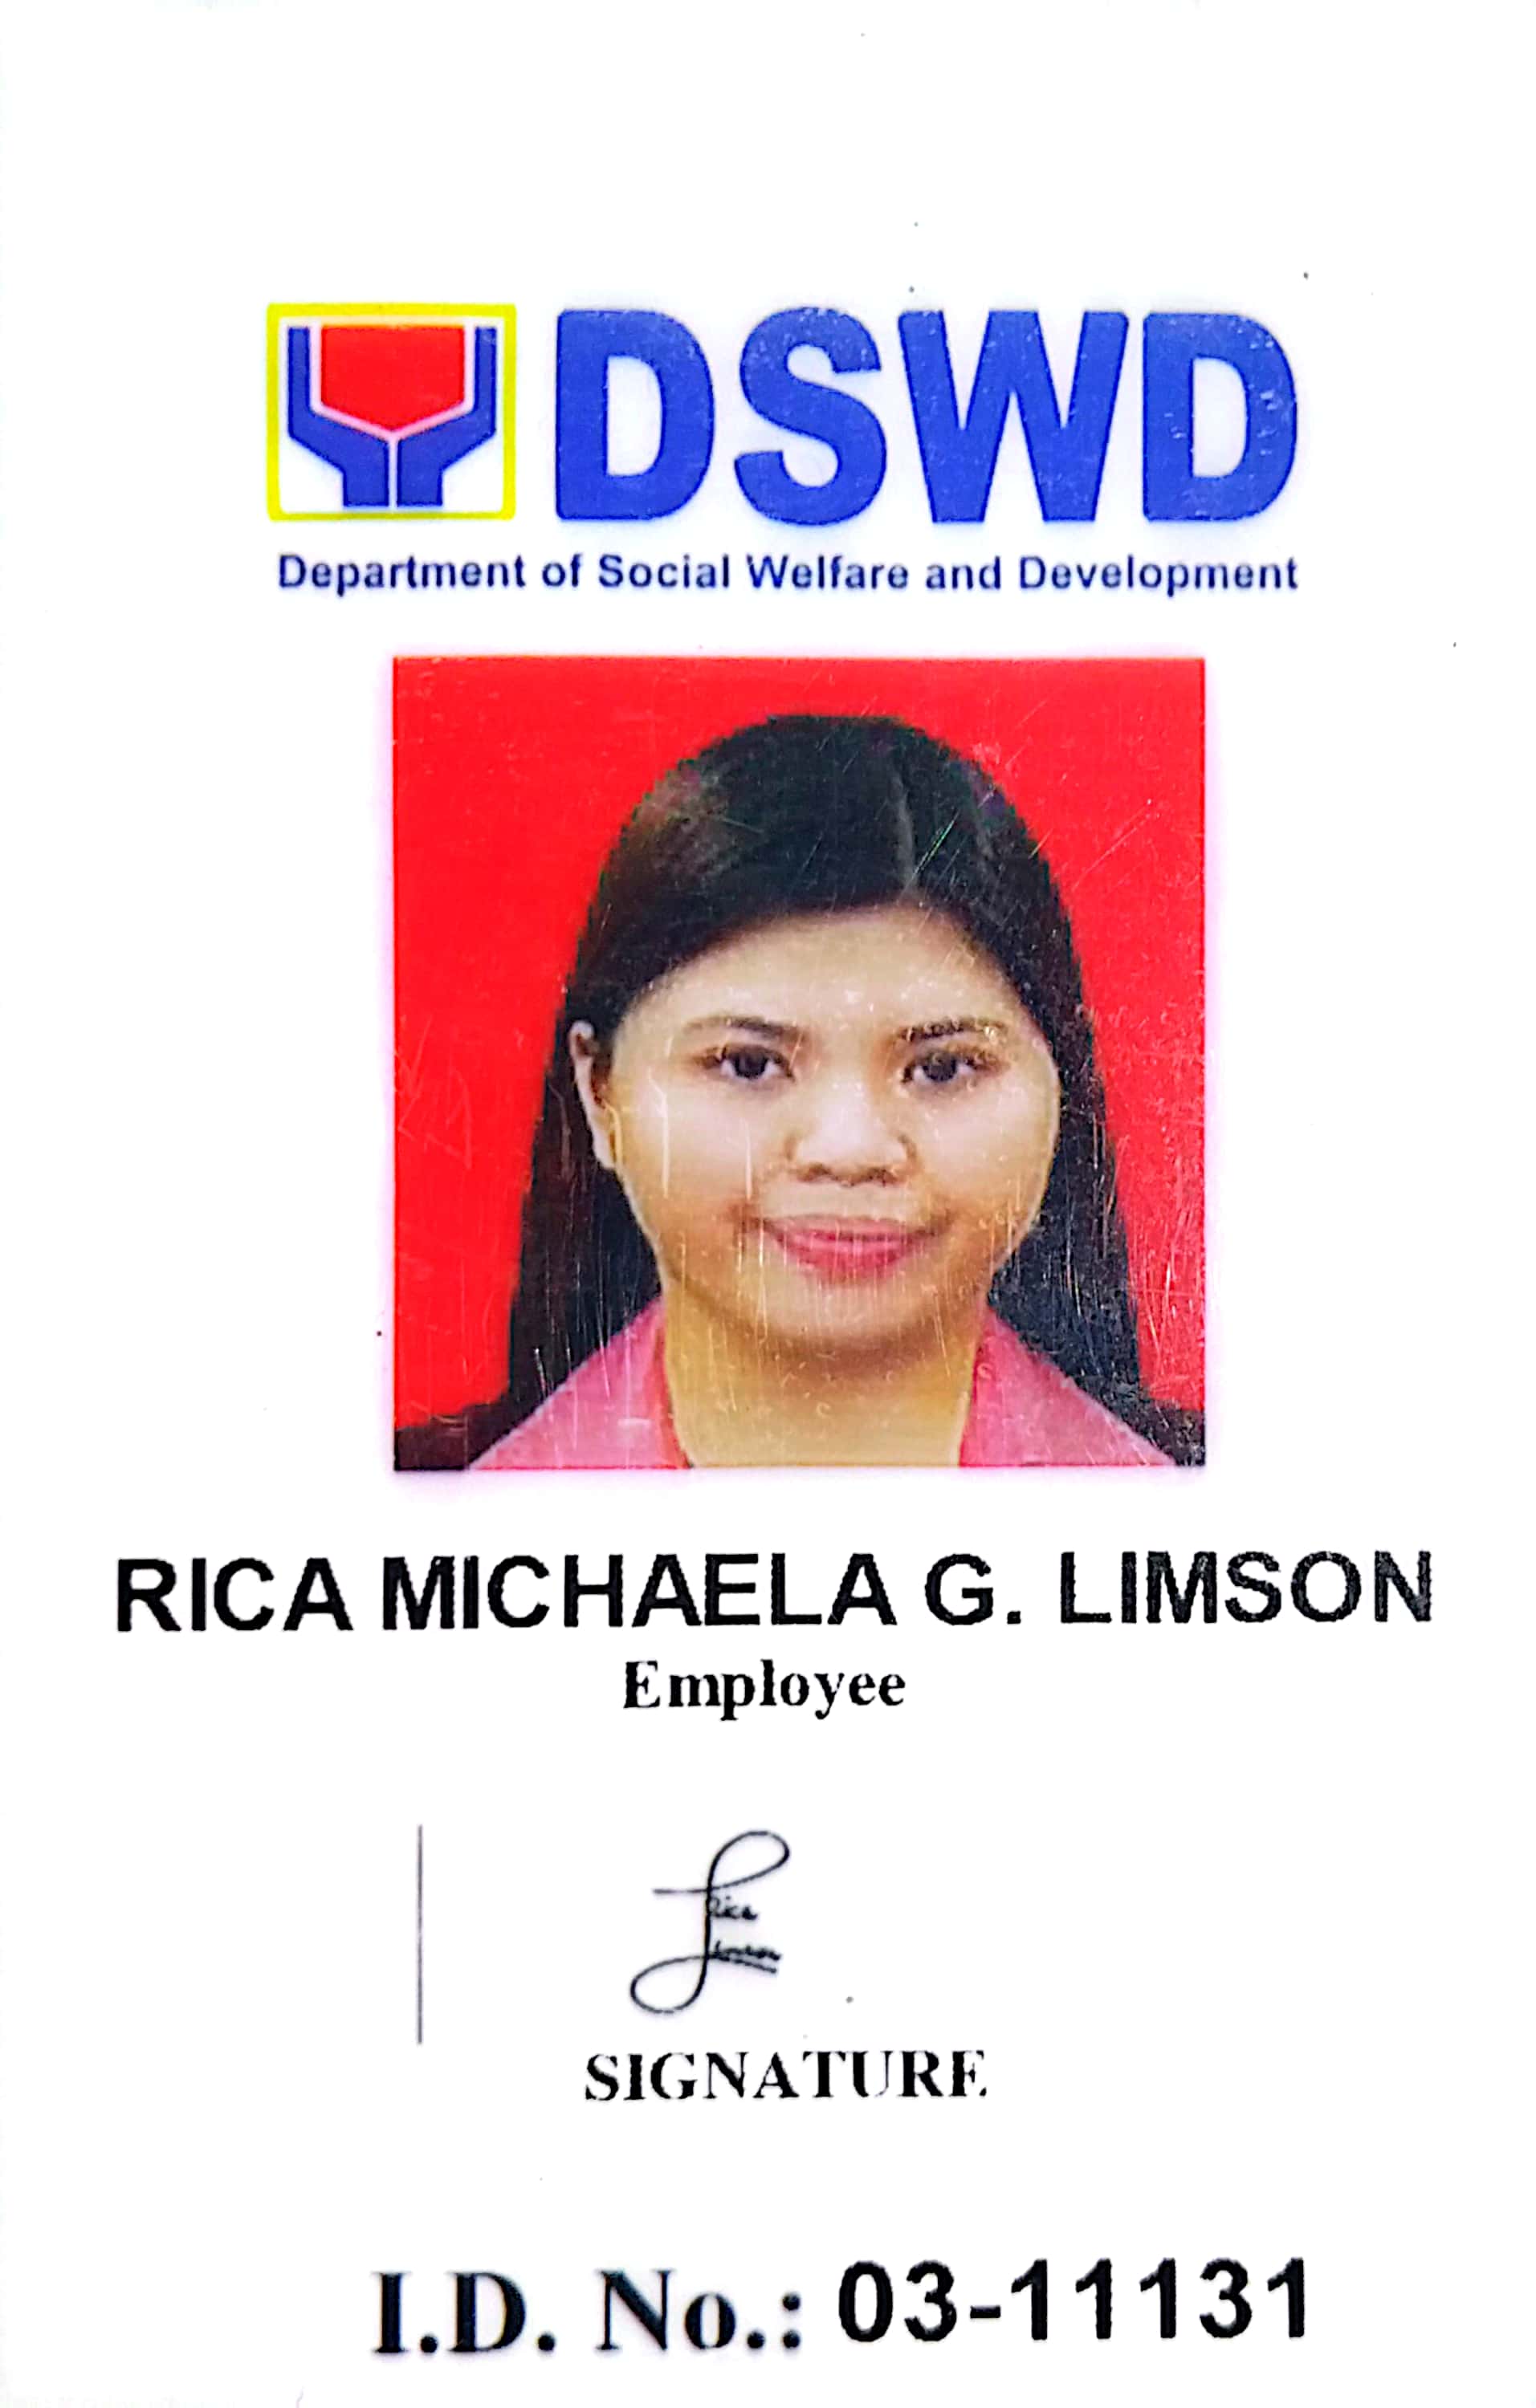 DSWD
Department of Social Welfare and Development
RICA MICHAELA G. LIMSON
Employee
Rica
Limson
SIGNATURE
I.D. No.: 03-11131